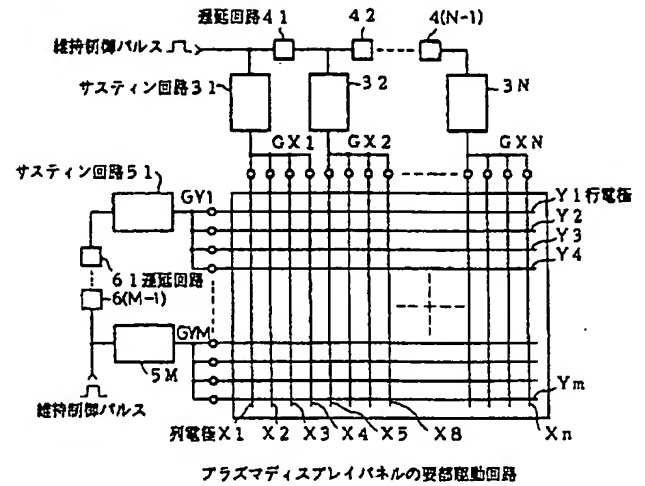 遅延回路41
42
4(N-1)
維持制御パルス
サスティン回路31
32
3N
GX1
GX2
GXN
サスティン回路51
GY1
Y1行電極
Y2
Y3
Y4
61遅延回路
6(M-1)
GYM
5M
維持制御パルス
Ym
列電極X1
X2
X3
X4
X5
X8
Xn
プラズマディスプレイパネルの要部駆動回路